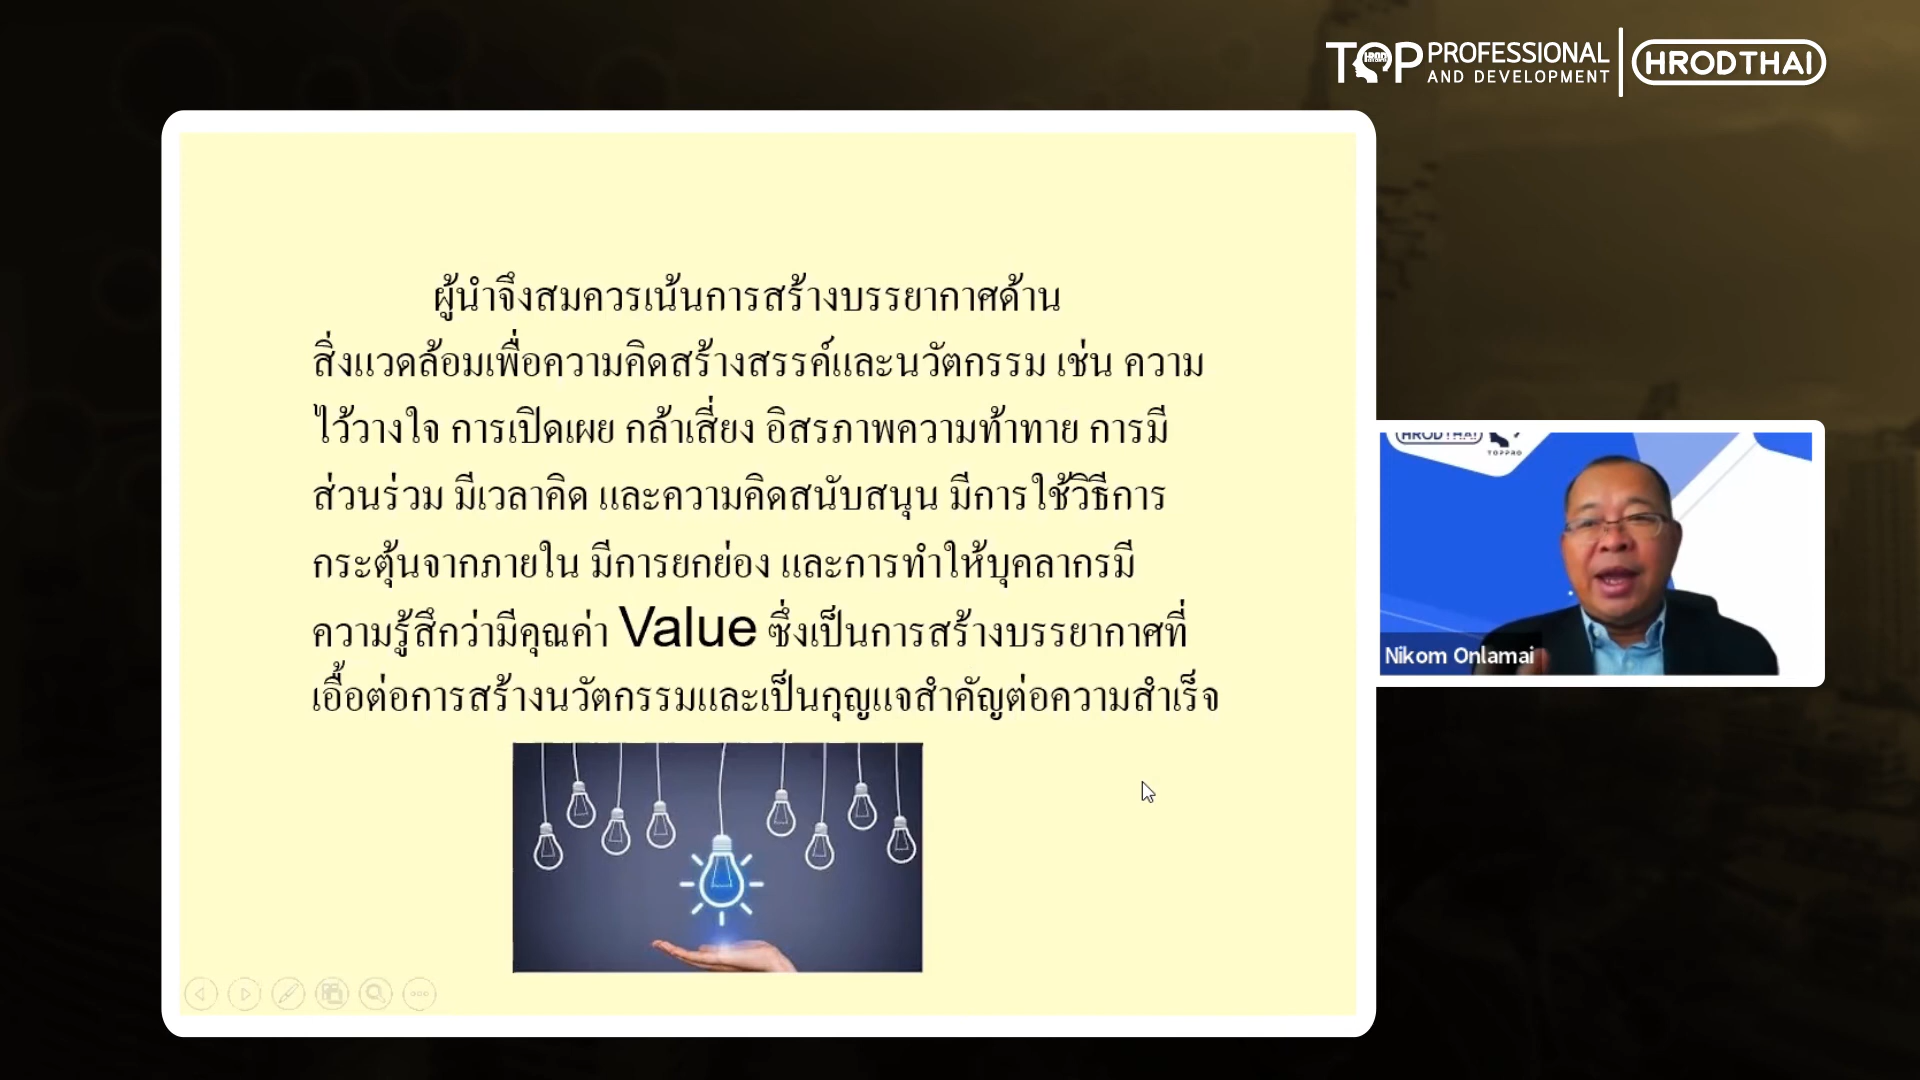 TOP PROFESSIONAL AND DEVELOPMENT
HRODTHAI
ผู้นำจึงสมควรเน้นการสร้างบรรยากาศด้าน
สิ่งแวดล้อมเพื่อความคิดสร้างสรรค์และนวัตกรรม เช่น ความ
ไว้วางใจ การเปิดเผย กล้าเสี่ยง อิสรภาพความท้าทาย การมี
ส่วนร่วม มีเวลาคิด และความคิดสนับสนุน มีการใช้วิธีการ
กระตุ้นจากภายใน มีการยกย่อง และการทำให้บุคลากรมี
ความรู้สึกว่ามีคุณค่า Value ซึ่งเป็นการสร้างบรรยากาศที่
เอื้อต่อการสร้างนวัตกรรมและเป็นกุญแจสำคัญต่อความสำเร็จ
HRODTHAI
TOPPRO
Nikom Onlamai